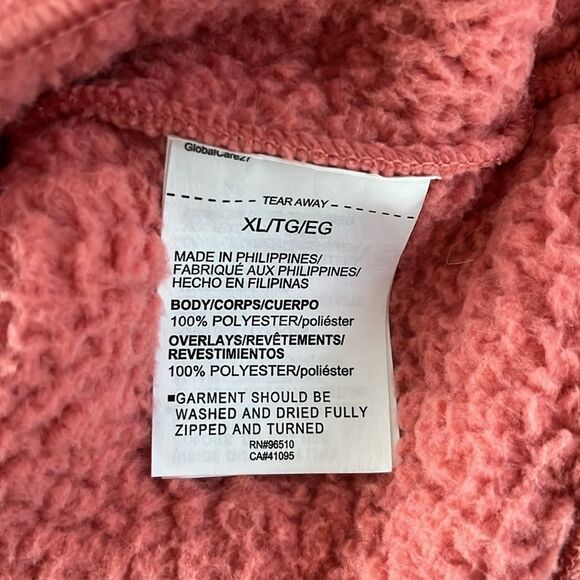 GlobalCare27
TEAR AWAY
XL/TG/EG
MADE IN PHILIPPINES/
FABRIQUÉ AUX PHILIPPINES/
HECHO EN FILIPINAS
BODY/CORPS/CUERPO
100% POLYESTER/poliéster
OVERLAYS/REVÊTEMENTS/
REVESTIMIENTOS
100% POLYESTER/poliéster
■GARMENT SHOULD BE
WASHED AND DRIED FULLY
ZIPPED AND TURNED
RN#96510
CA#41095